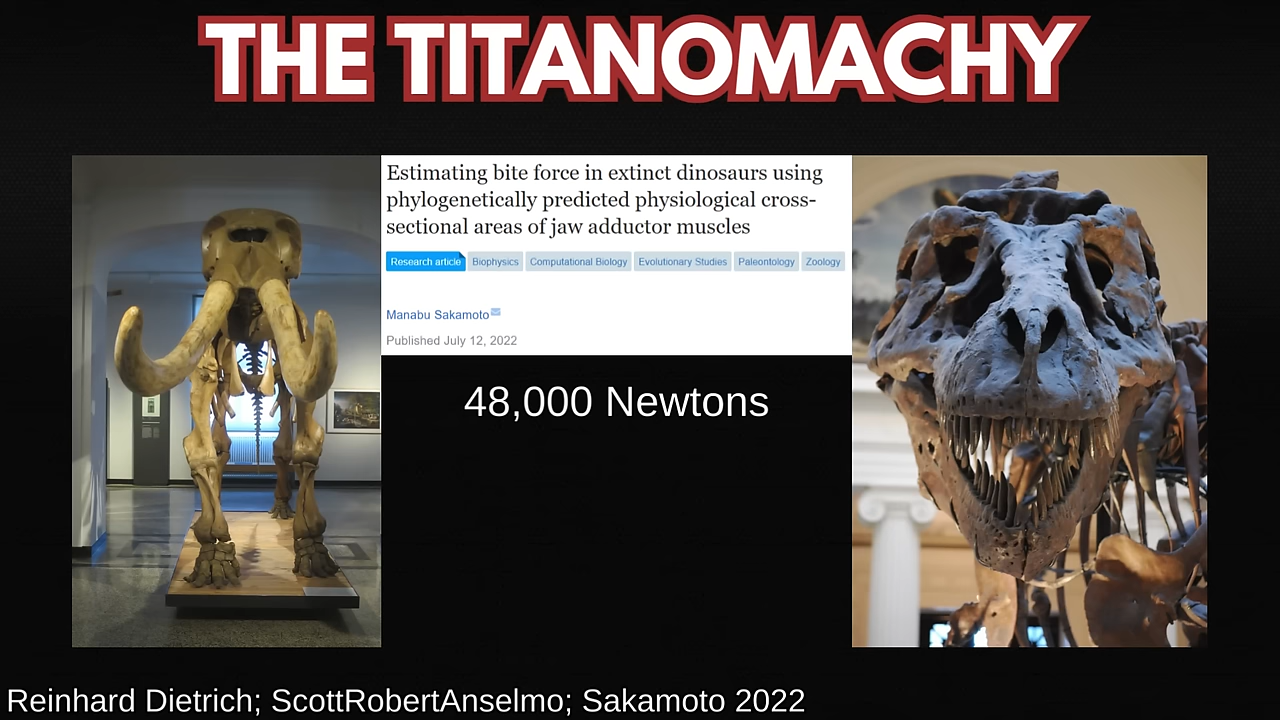 THE TITANOMACHY
Estimating bite force in extinct dinosaurs using
phylogenetically predicted physiological cross-
sectional areas of jaw adductor muscles
Research article Biophysics Computational Biology Evolutionary Studies Paleontology Zoology
Manabu Sakamoto
Published July 12, 2022
48,000 Newtons
Reinhard Dietrich; ScottRobertAnselmo; Sakamoto 2022